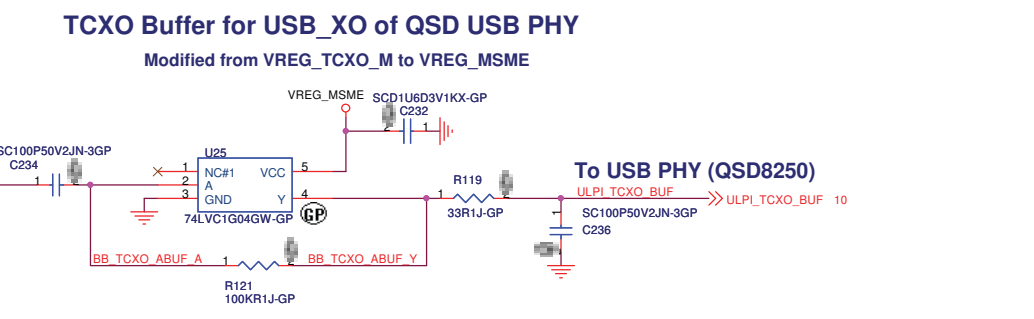 TCXO Buffer for USB_XO of QSD USB PHY
Modified from VREG_TCXO_M to VREG_MSME
VREG_MSME
SCD1U6D3V1KX-GP
C232
2
1
SC100P50V2JN-3GP
C234
1
U25
1 NC#1 VCC 5
2 A
3 GND Y 4
74LVC1G04GW-GP
GP
R119
1
33R1J-GP
To USB PHY (QSD8250)
ULPI_TCXO_BUF
ULPI_TCXO_BUF 10
1
SC100P50V2JN-3GP
C236
BB_TCXO_ABUF_A
1
2
BB_TCXO_ABUF_Y
R121
100KR1J-GP